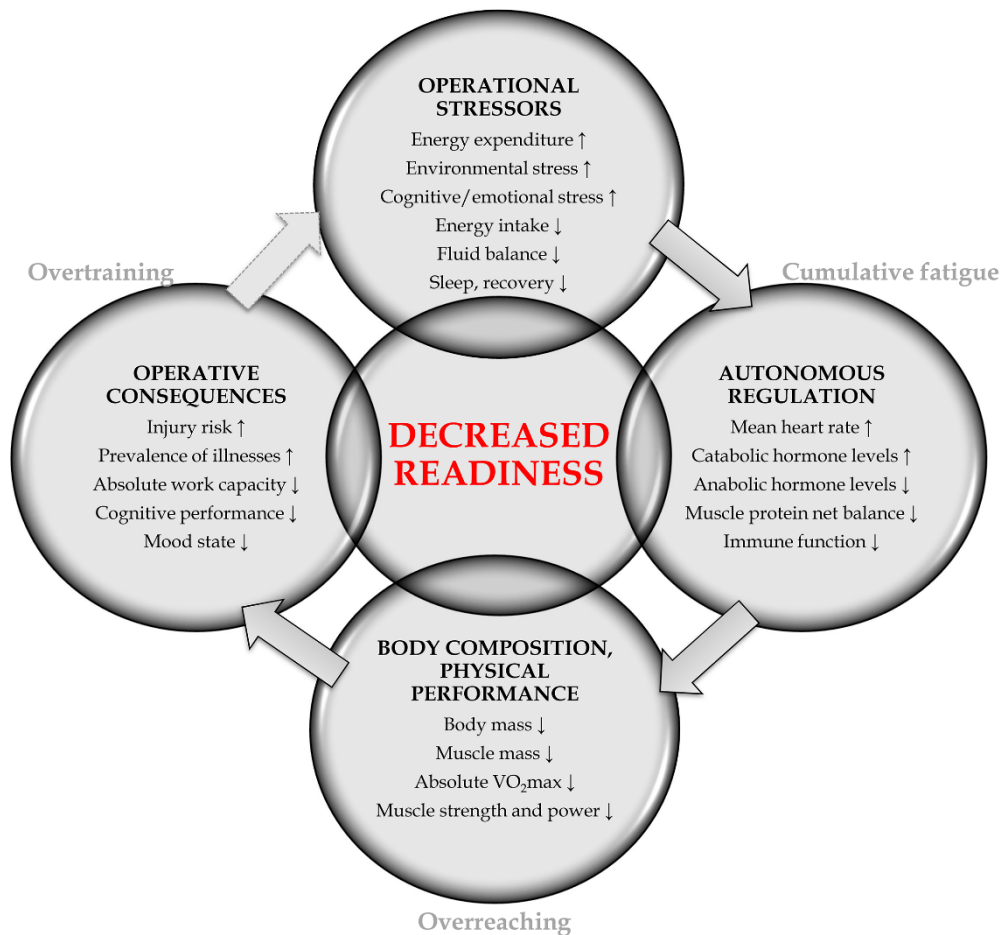 OPERATIONAL
STRESSORS
Energy expenditure ↑
Environmental stress ↑
Cognitive/emotional stress ↑
Energy intake ↓
Fluid balance ↓
Sleep, recovery ↓
Overtraining
Cumulative fatigue
OPERATIVE
CONSEQUENCES
Injury risk ↑
Prevalence of illnesses ↑
Absolute work capacity ↓
Cognitive performance ↓
Mood state ↓
DECREASED
READINESS
AUTONOMOUS
REGULATION
Mean heart rate ↑
Catabolic hormone levels ↑
Anabolic hormone levels ↓
Muscle protein net balance ↓
Immune function ↓
BODY COMPOSITION,
PHYSICAL
PERFORMANCE
Body mass ↓
Muscle mass ↓
Absolute VO₂max ↓
Muscle strength and power ↓
Overreaching